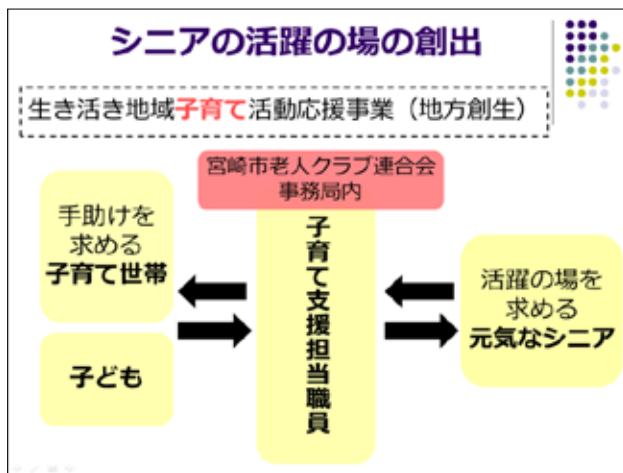 シニアの活躍の場の創出
生き活き地域子育て活動応援事業（地方創生）
宮崎市老人クラブ連合会
事務局内
手助けを
求める
子育て世帯
子ども
子育て支援担当職員
活躍の場を
求める
元気なシニア